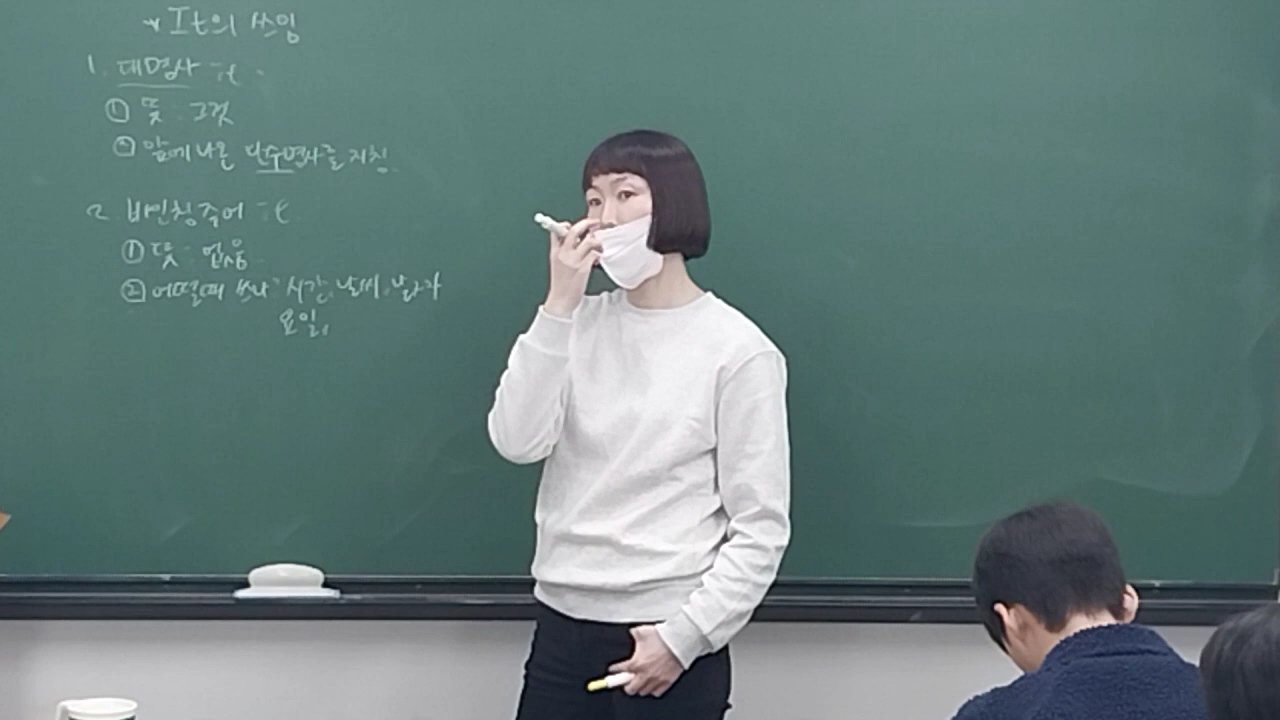 * It의 쓰임
1. 대명사 it.
① 뜻: 그것
② 앞에 나온 단수명사를 지칭.
2. 비인칭주어 it
① 뜻: 없음
② 어떨때 쓰나? 시간, 날씨, 날짜
요일,